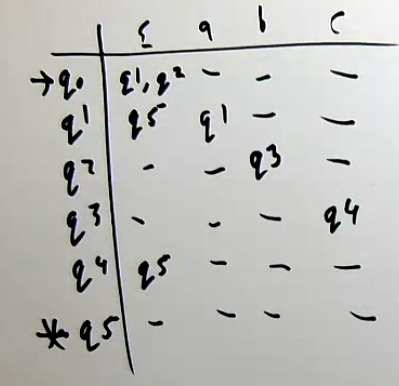 ε a b c
→ q0 q1, q2 - - -
q1 q5 q1 - -
q2 - - q3 -
q3 - - - q4
q4 q5 - - -
* q5 - - - -